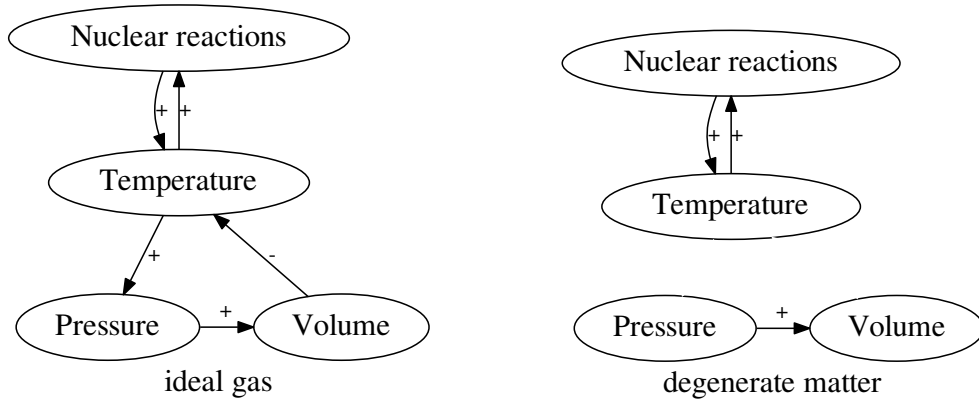 Nuclear reactions
+ +
Temperature
+ -
Pressure + Volume
ideal gas
Nuclear reactions
+ +
Temperature
Pressure + Volume
degenerate matter